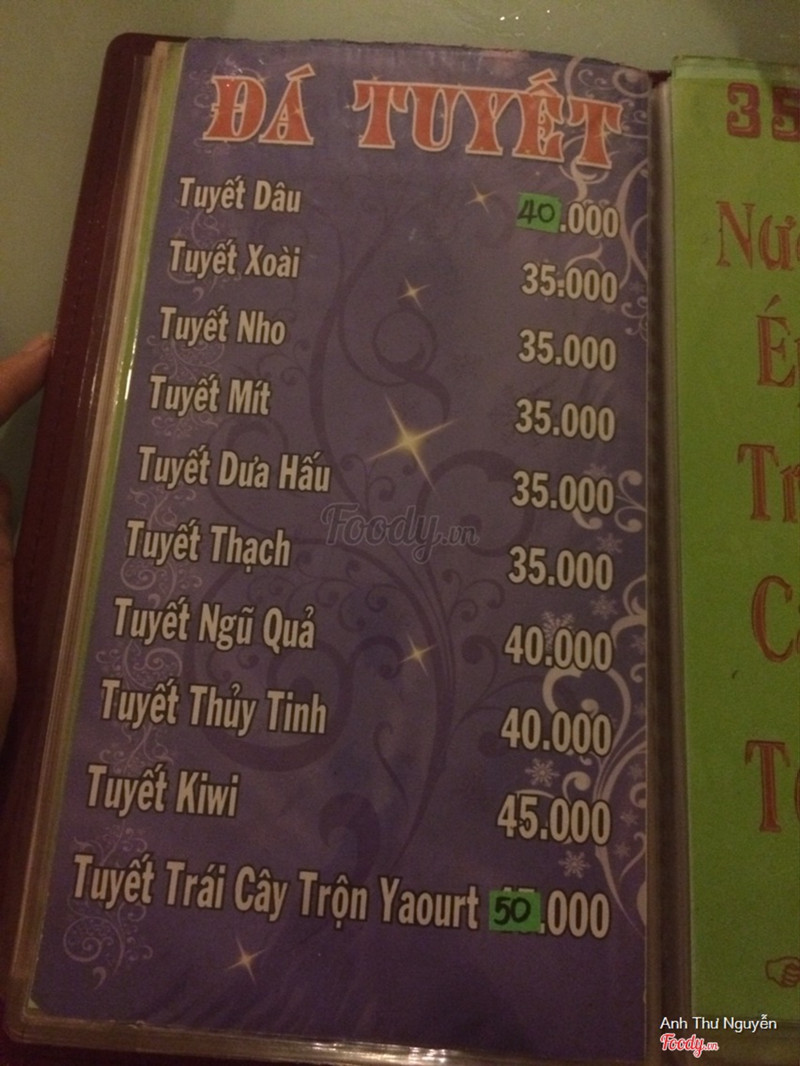 ĐÁ TUYẾT
Tuyết Dâu 40.000
Tuyết Xoài 35.000
Tuyết Nho 35.000
Tuyết Mít 35.000
Tuyết Dưa Hấu 35.000
Tuyết Thạch 35.000
Tuyết Ngũ Quả 40.000
Tuyết Thủy Tinh 40.000
Tuyết Kiwi 45.000
Tuyết Trái Cây Trộn Yaourt 50.000
Foody.vn
35
Anh Thư Nguyễn
Foody.vn